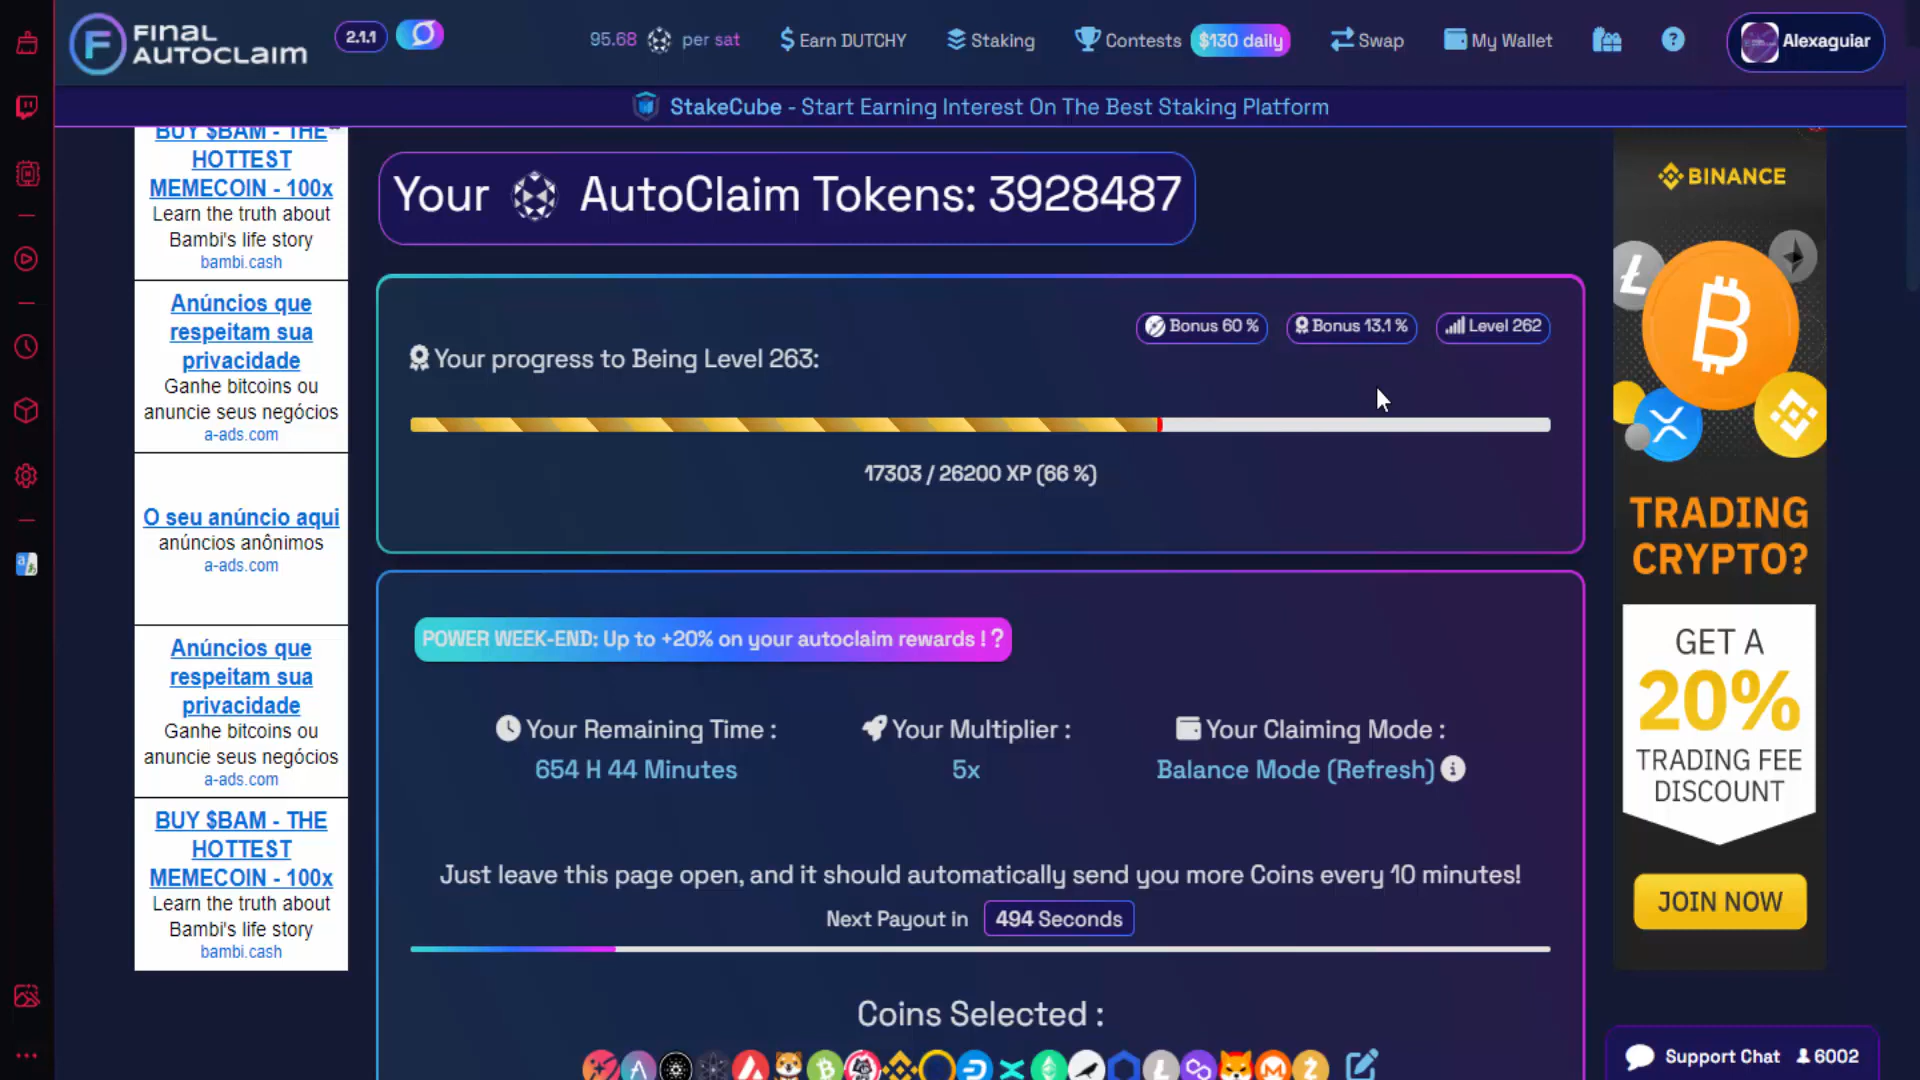 FINAL
AUTOCLAIM
2.1.1
95.68 per sat
Earn DUTCHY
Staking
Contests
$130 daily
Swap
My Wallet
?
Alexaguiar
StakeCube - Start Earning Interest On The Best Staking Platform
BUY $BAM - THE
HOTTEST
MEMECOIN - 100x
Learn the truth about
Bambi's life story
bambi.cash
Anúncios que
respeitam sua
privacidade
Ganhe bitcoins ou
anuncie seus negócios
a-ads.com
O seu anúncio aqui
anúncios anônimos
a-ads.com
Anúncios que
respeitam sua
privacidade
Ganhe bitcoins ou
anuncie seus negócios
a-ads.com
BUY $BAM - THE
HOTTEST
MEMECOIN - 100x
Learn the truth about
Bambi's life story
bambi.cash
Your AutoClaim Tokens: 3928487
Bonus 60 %
Bonus 13.1 %
Level 262
Your progress to Being Level 263:
17303 / 26200 XP (66 %)
POWER WEEK-END: Up to +20% on your autoclaim rewards ! ?
Your Remaining Time :
654 H 44 Minutes
Your Multiplier :
5x
Your Claiming Mode :
Balance Mode (Refresh)
Just leave this page open, and it should automatically send you more Coins every 10 minutes!
Next Payout in 494 Seconds
Coins Selected :
BINANCE
TRADING
CRYPTO?
GET A
20%
TRADING FEE
DISCOUNT
JOIN NOW
Support Chat 6002